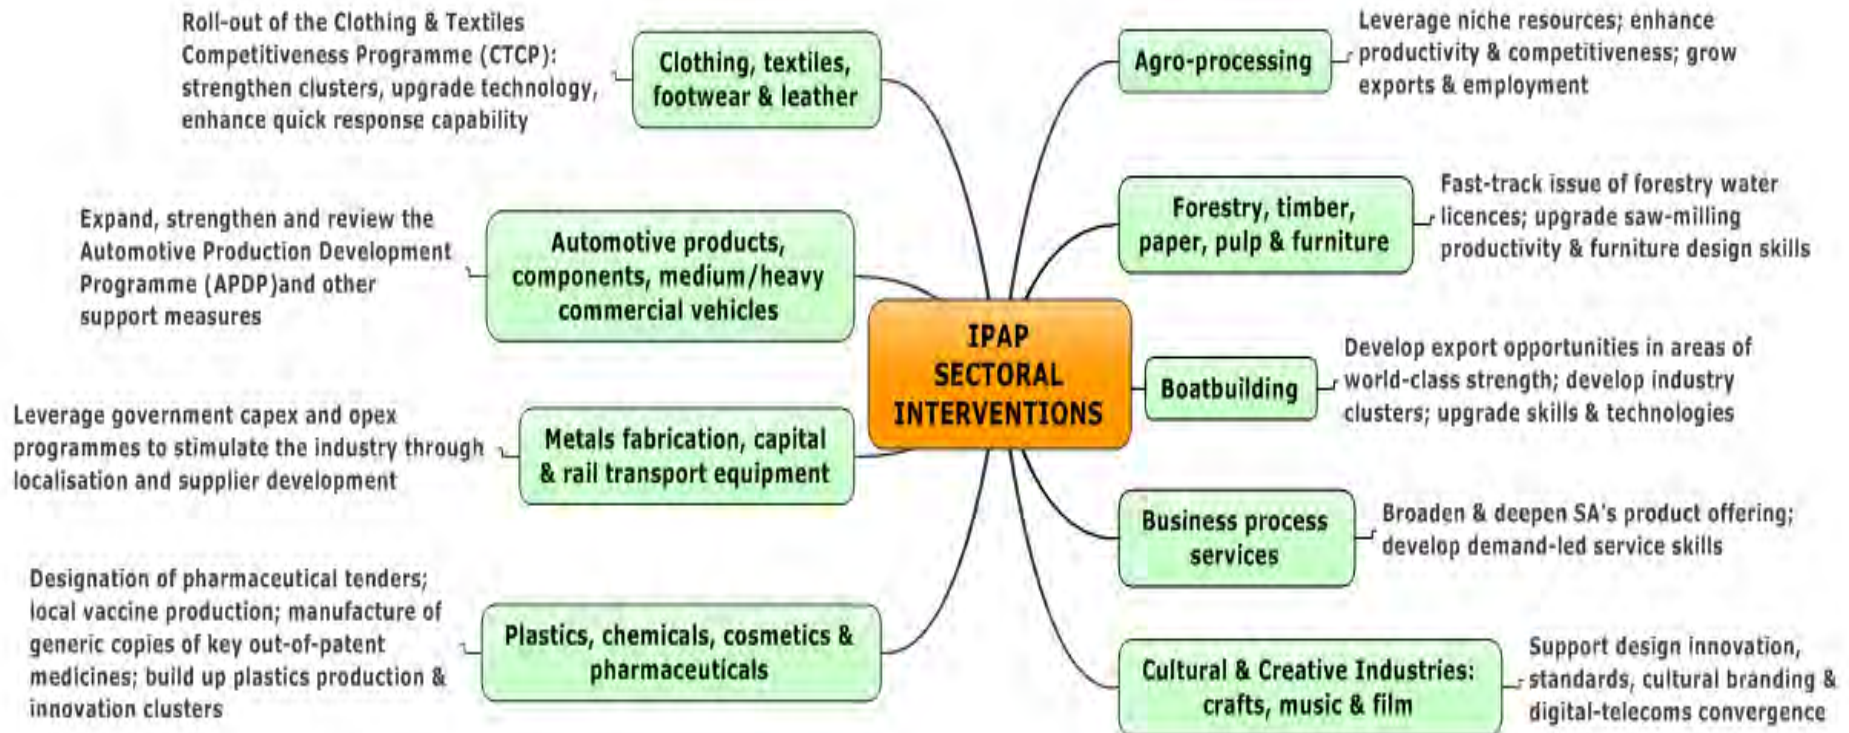 Roll-out of the Clothing & Textiles
Competitiveness Programme (CTCP):
strengthen clusters, upgrade technology,
enhance quick response capability
Clothing, textiles,
footwear & leather
Expand, strengthen and review the
Automotive Production Development
Programme (APDP)and other
support measures
Automotive products,
components, medium/heavy
commercial vehicles
Leverage government capex and opex
programmes to stimulate the industry through
localisation and supplier development
Metals fabrication, capital
& rail transport equipment
Designation of pharmaceutical tenders;
local vaccine production; manufacture of
generic copies of key out-of-patent
medicines; build up plastics production &
innovation clusters
Plastics, chemicals, cosmetics &
pharmaceuticals
IPAP
SECTORAL
INTERVENTIONS
Agro-processing
Leverage niche resources; enhance
productivity & competitiveness; grow
exports & employment
Forestry, timber,
paper, pulp & furniture
Fast-track issue of forestry water
licences; upgrade saw-milling
productivity & furniture design skills
Boatbuilding
Develop export opportunities in areas of
world-class strength; develop industry
clusters; upgrade skills & technologies
Business process
services
Broaden & deepen SA's product offering;
develop demand-led service skills
Cultural & Creative Industries:
crafts, music & film
Support design innovation,
standards, cultural branding &
digital-telecoms convergence